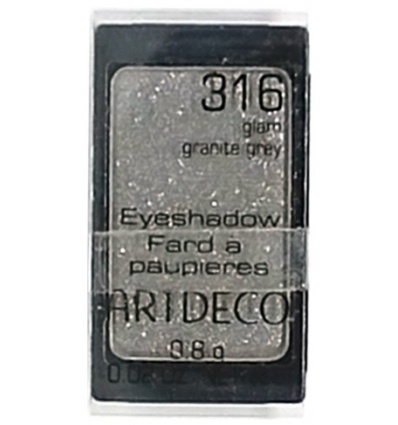 316
glam
granite grey
Eyeshadow
Fard a
paupieres
ARTDECO
0.8 g